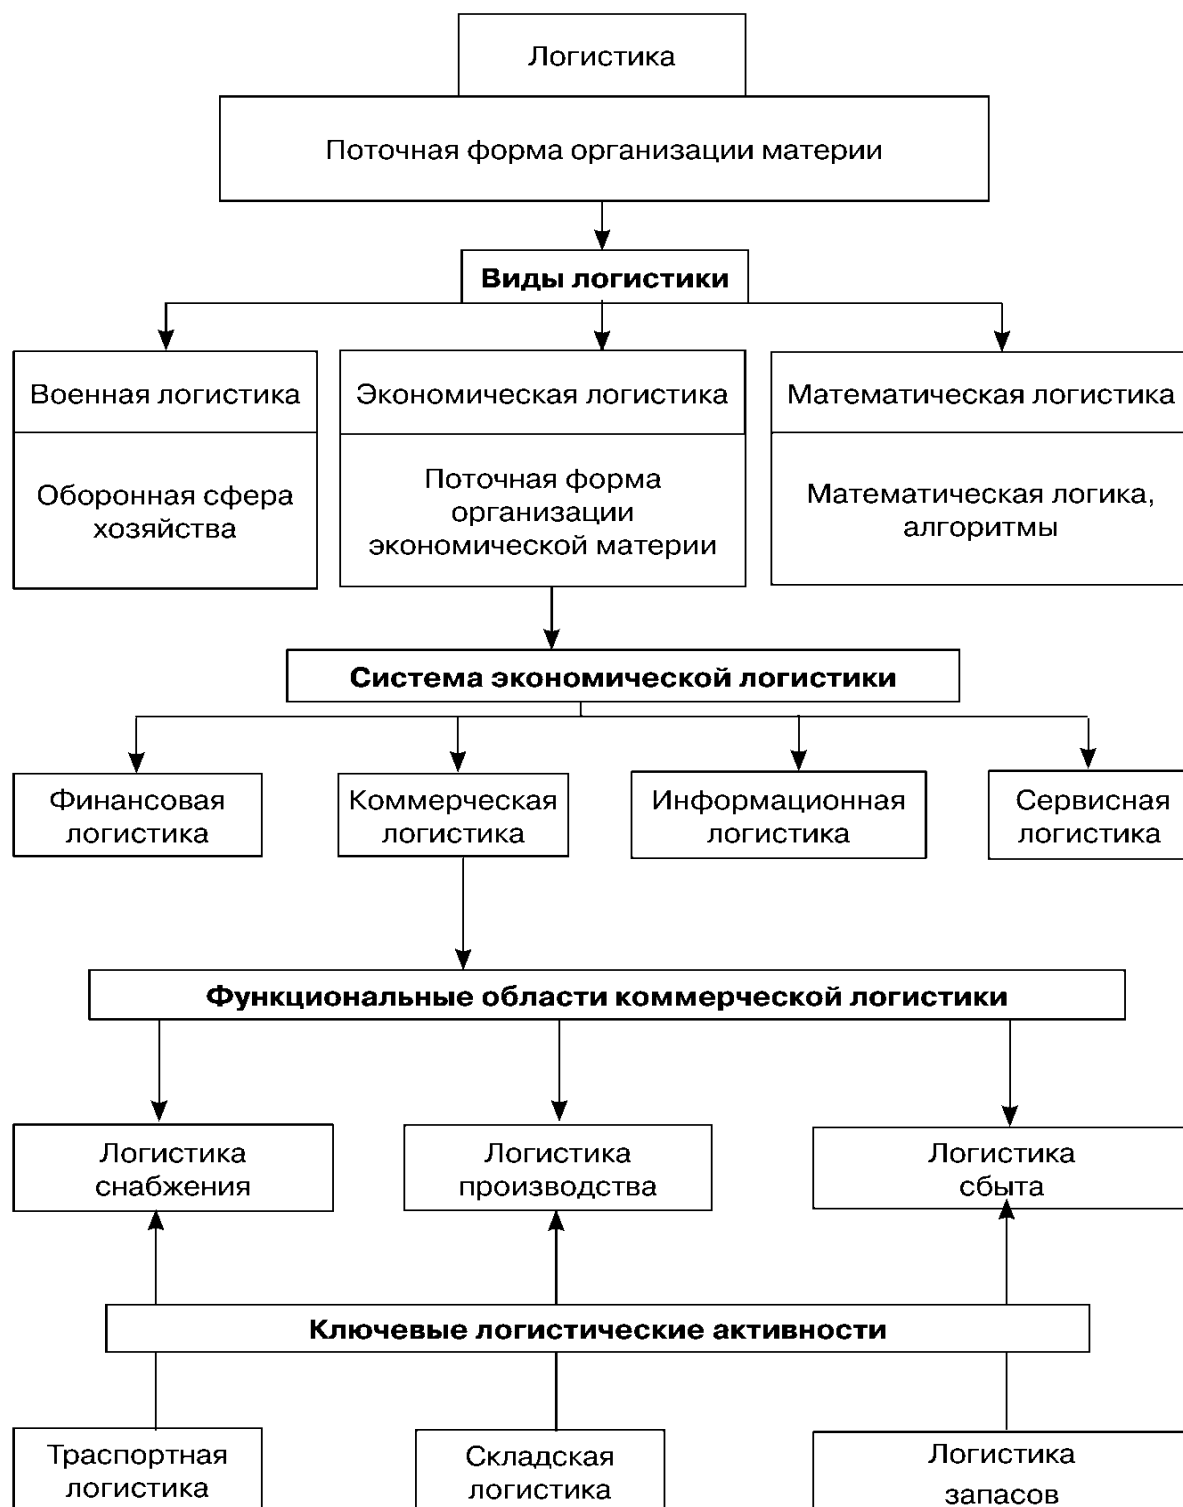 Логистика
Поточная форма организации материи
Виды логистики
Военная логистика
Оборонная сфера
хозяйства
Экономическая логистика
Поточная форма
организации
экономической материи
Математическая логистика
Математическая логика,
алгоритмы
Система экономической логистики
Финансовая
логистика
Коммерческая
логистика
Информационная
логистика
Сервисная
логистика
Функциональные области коммерческой логистики
Логистика
снабжения
Логистика
производства
Логистика
сбыта
Ключевые логистические активности
Траспортная
логистика
Складская
логистика
Логистика
запасов